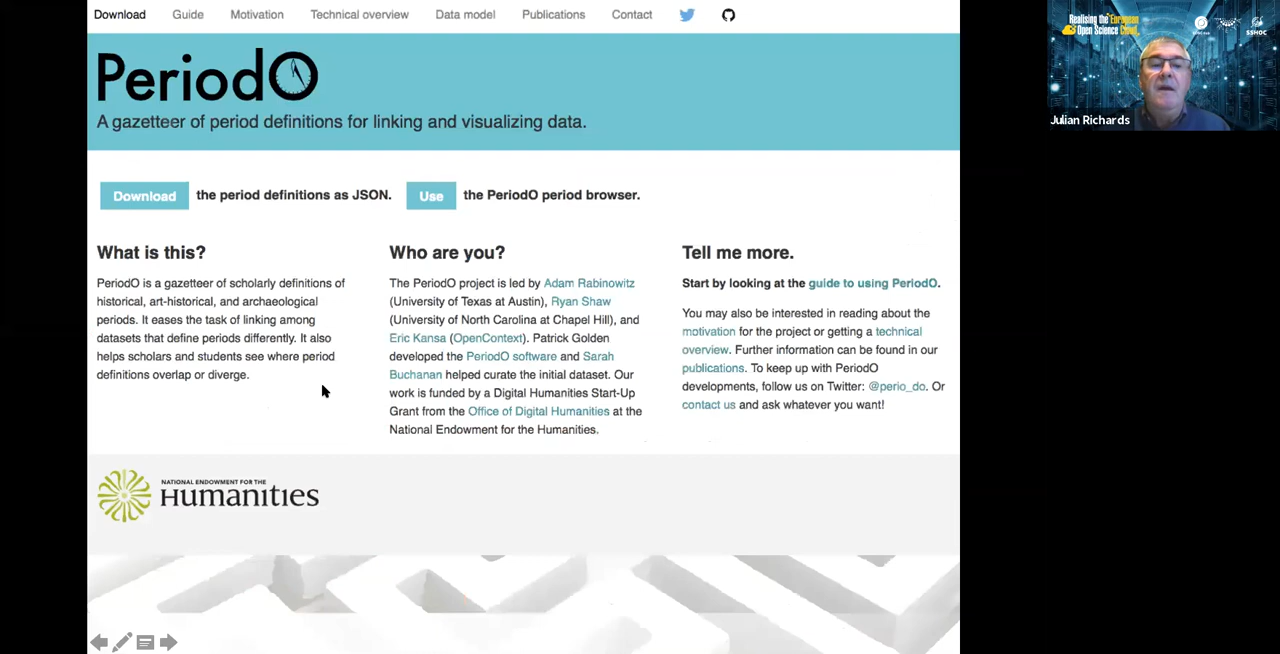 Download Guide Motivation Technical overview Data model Publications Contact
PeriodO
A gazetteer of period definitions for linking and visualizing data.
Download the period definitions as JSON. Use the PeriodO period browser.
What is this?
PeriodO is a gazetteer of scholarly definitions of
historical, art-historical, and archaeological
periods. It eases the task of linking among
datasets that define periods differently. It also
helps scholars and students see where period
definitions overlap or diverge.
Who are you?
The PeriodO project is led by Adam Rabinowitz
(University of Texas at Austin), Ryan Shaw
(University of North Carolina at Chapel Hill), and
Eric Kansa (OpenContext). Patrick Golden
developed the PeriodO software and Sarah
Buchanan helped curate the initial dataset. Our
work is funded by a Digital Humanities Start-Up
Grant from the Office of Digital Humanities at the
National Endowment for the Humanities.
Tell me more.
Start by looking at the guide to using PeriodO.
You may also be interested in reading about the
motivation for the project or getting a technical
overview. Further information can be found in our
publications. To keep up with PeriodO
developments, follow us on Twitter: @perio_do. Or
contact us and ask whatever you want!
NATIONAL ENDOWMENT FOR THE
Humanities
Realising the European
Open Science Cloud
SSHOC
Julian Richards